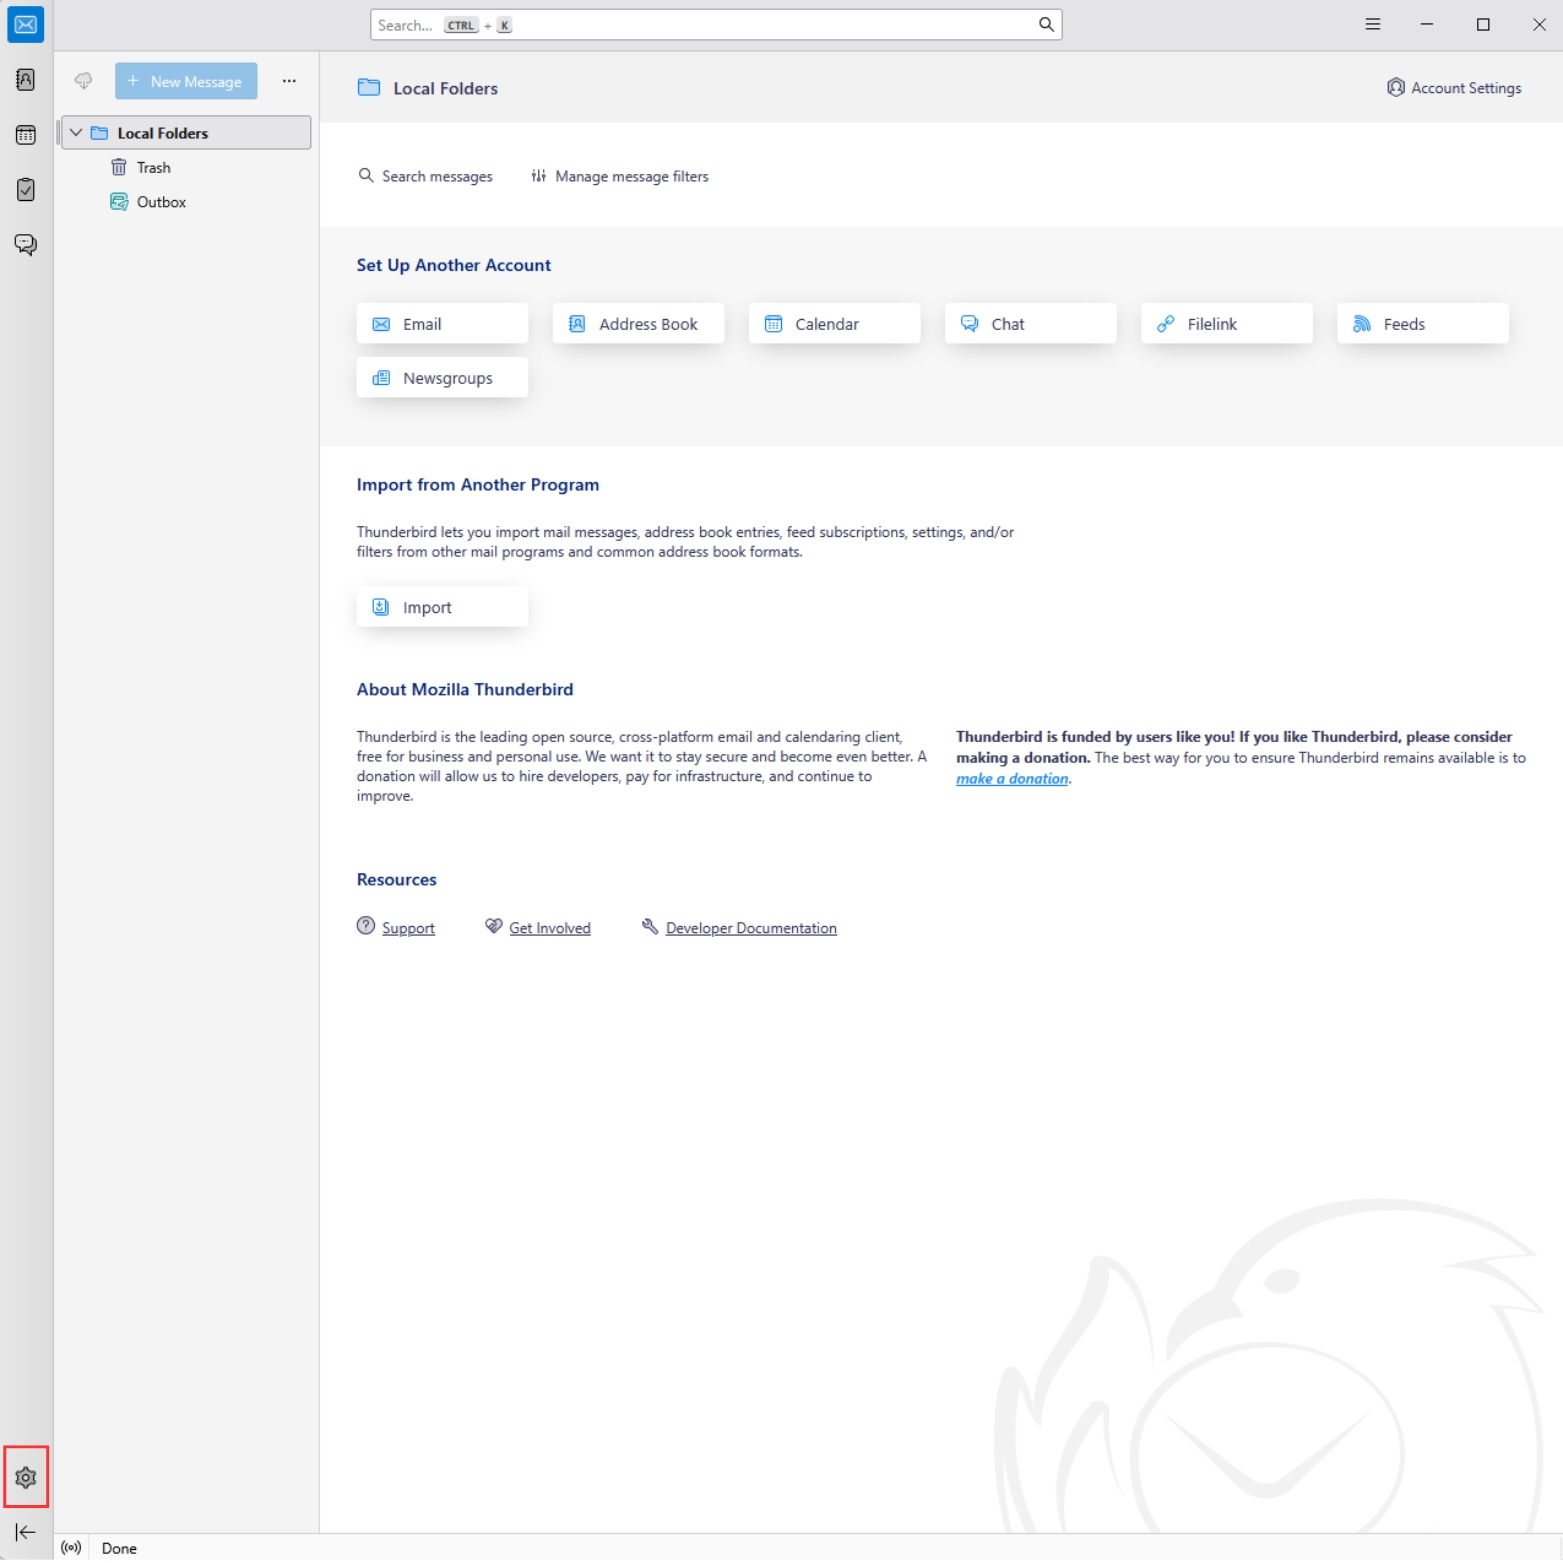 Search... CTRL + K
+ New Message ...
Local Folders
Trash
Outbox
Local Folders
Account Settings
Search messages Manage message filters
Set Up Another Account
Email Address Book Calendar Chat Filelink Feeds
Newsgroups
Import from Another Program
Thunderbird lets you import mail messages, address book entries, feed subscriptions, settings, and/or
filters from other mail programs and common address book formats.
Import
About Mozilla Thunderbird
Thunderbird is the leading open source, cross-platform email and calendaring client,
free for business and personal use. We want it to stay secure and become even better. A
donation will allow us to hire developers, pay for infrastructure, and continue to
improve.
Thunderbird is funded by users like you! If you like Thunderbird, please consider
making a donation. The best way for you to ensure Thunderbird remains available is to
make a donation.
Resources
Support Get Involved Developer Documentation
Done